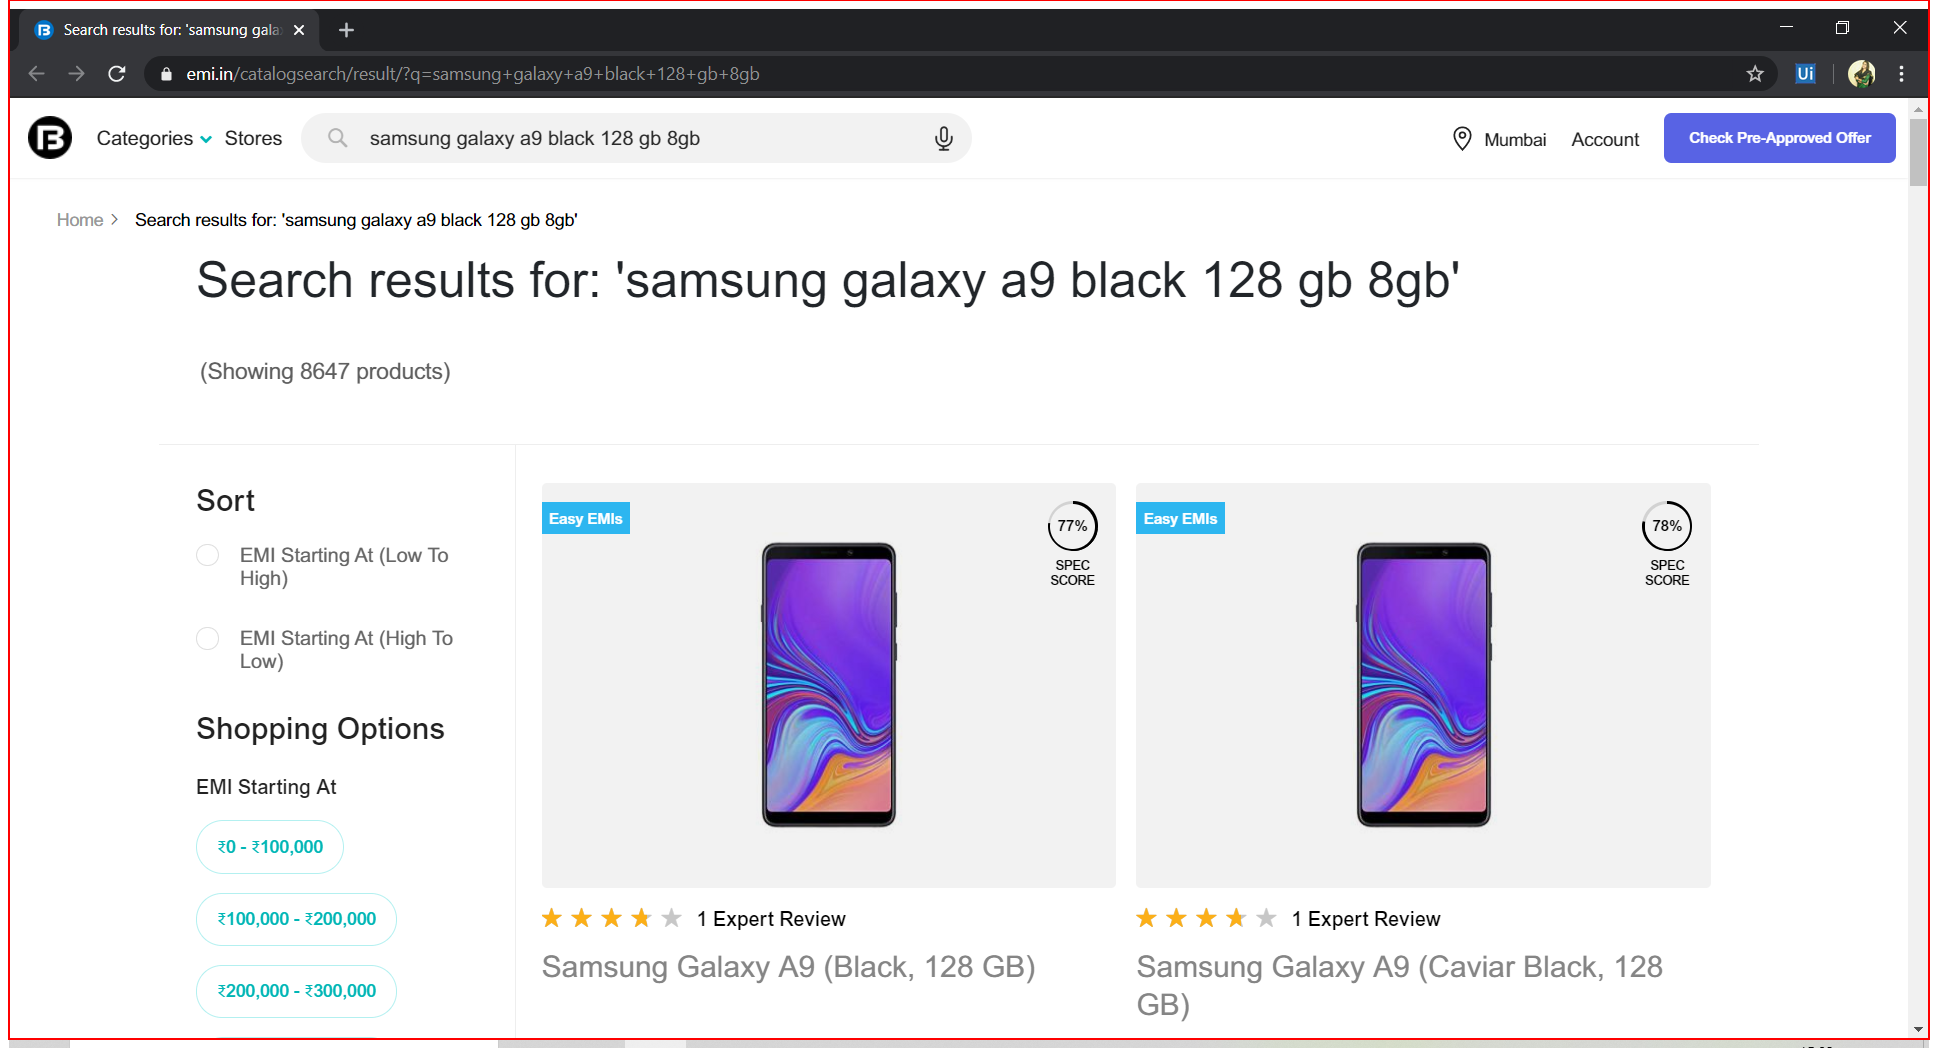 Search results for: 'samsung gala
emi.in/catalogsearch/result/?q=samsung+galaxy+a9+black+128+gb+8gb
Ui
Categories
Stores
samsung galaxy a9 black 128 gb 8gb
Mumbai
Account
Check Pre-Approved Offer
Home > Search results for: 'samsung galaxy a9 black 128 gb 8gb'
Search results for: 'samsung galaxy a9 black 128 gb 8gb'
(Showing 8647 products)
Sort
EMI Starting At (Low To
High)
EMI Starting At (High To
Low)
Shopping Options
EMI Starting At
₹0 - ₹100,000
₹100,000 - ₹200,000
₹200,000 - ₹300,000
Easy EMIs
77%
SPEC
SCORE
1 Expert Review
Samsung Galaxy A9 (Black, 128 GB)
Easy EMIs
78%
SPEC
SCORE
1 Expert Review
Samsung Galaxy A9 (Caviar Black, 128
GB)